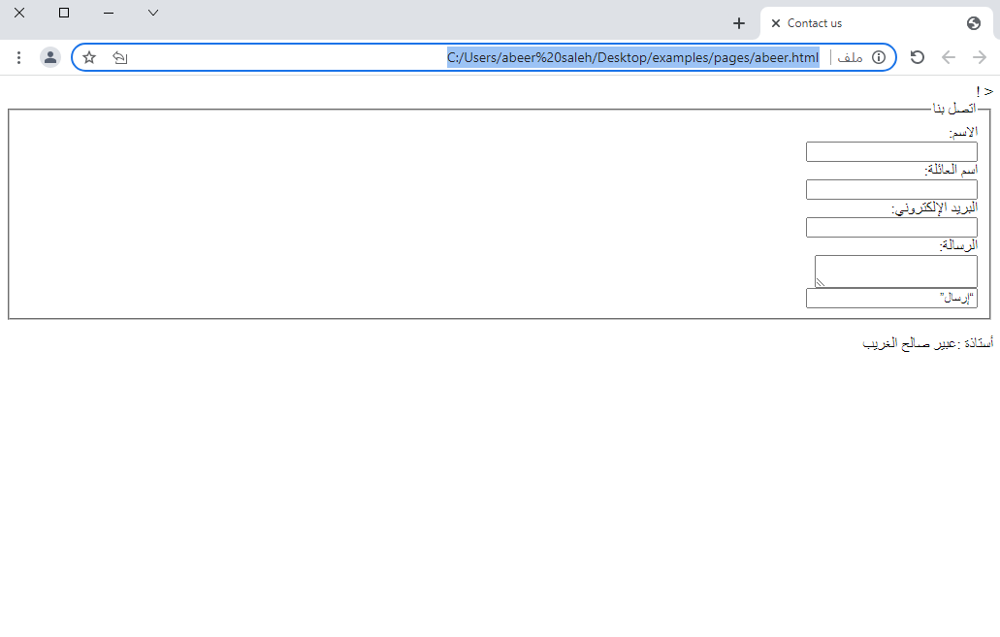 Contact us
ملف C:/Users/abeer%20saleh/Desktop/examples/pages/abeer.html
! >
اتصل بنا
الاسم:
اسم العائلة:
البريد الإلكتروني:
الرسالة:
"إرسال"
أستاذة :عبير صالح الغريب